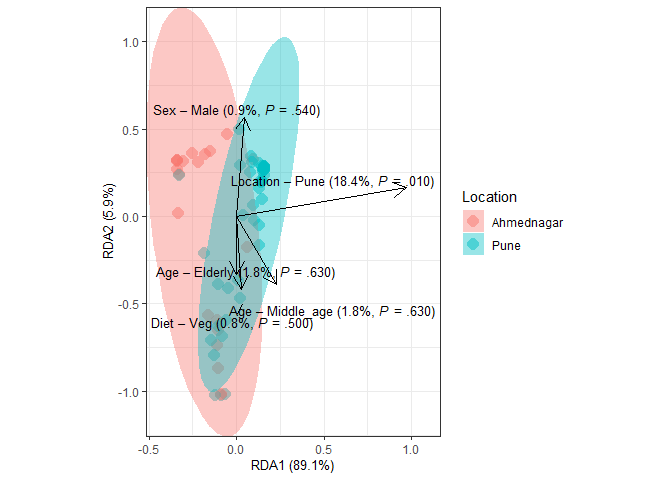 1.0
0.5
0.0
-0.5
-1.0
RDA2 (5.9%)
Sex – Male (0.9%, P = .540)
Location – Pune (18.4%, P = .010)
Age – Elderly (1.8%, P = .630)
Age – Middle_age (1.8%, P = .630)
Diet – Veg (0.8%, P = .500)
-0.5
0.0
0.5
1.0
RDA1 (89.1%)
Location
Ahmednagar
Pune